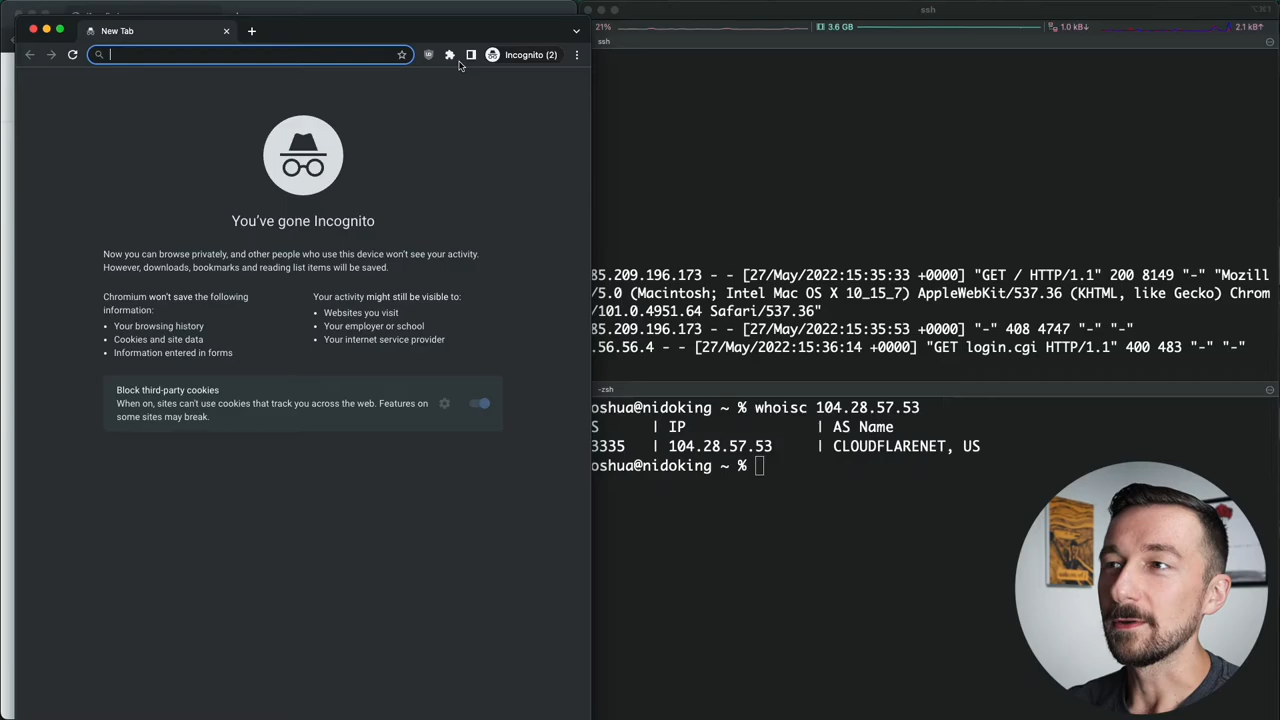 New Tab
Incognito (2)
You've gone Incognito
Now you can browse privately, and other people who use this device won't see your activity.
However, downloads, bookmarks and reading list items will be saved.
Chromium won't save the following
information:
• Your browsing history
• Cookies and site data
• Information entered in forms
Your activity might still be visible to:
• Websites you visit
• Your employer or school
• Your internet service provider
Block third-party cookies
When on, sites can't use cookies that track you across the web. Features on
some sites may break.
ssh
⌥⌘1
21%
3.6 GB
1.0 kB↓
2.1 kB↑
ssh
85.209.196.173 - - [27/May/2022:15:35:33 +0000] "GET / HTTP/1.1" 200 8149 "-" "Mozill
/5.0 (Macintosh; Intel Mac OS X 10_15_7) AppleWebKit/537.36 (KHTML, like Gecko) Chrom
/101.0.4951.64 Safari/537.36"
85.209.196.173 - - [27/May/2022:15:35:53 +0000] "-" 408 4747 "-" "-"
.56.56.4 - - [27/May/2022:15:36:14 +0000] "GET login.cgi HTTP/1.1" 400 483 "-" "-"
-zsh
oshua@nidoking ~ % whoisc 104.28.57.53
S | IP | AS Name
3335 | 104.28.57.53 | CLOUDFLARENET, US
oshua@nidoking ~ %